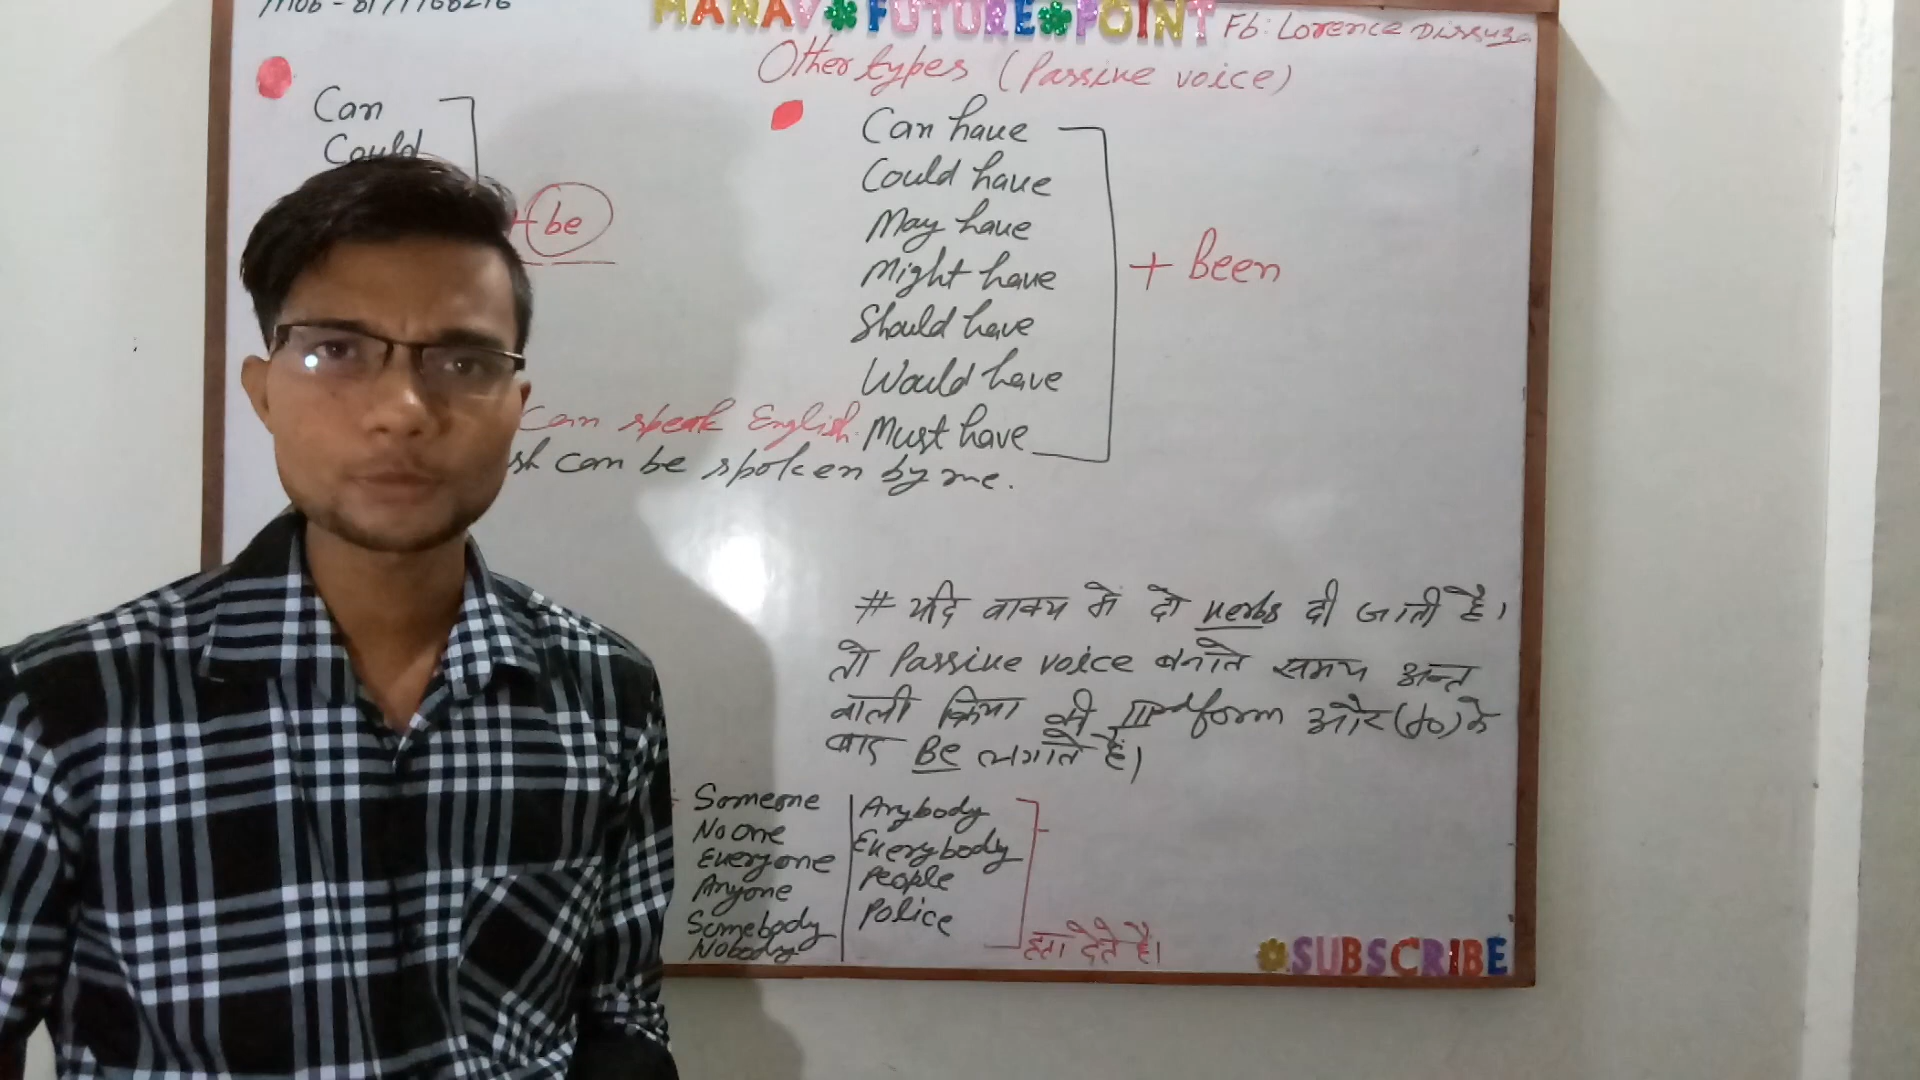 MANAV FUTURE POINT
Fb: Lorence
Other types (Passive voice)
Can
Could
+ be
Can have
Could have
May have
Might have
Should have
Would have
Must have
+ Been
can speak English.
can be spoken by me.
# यदि वाक्य मे दो verbs दी जाती है।
तो Passive voice बनाते समय अन्त
वाली क्रिया की IIIrd form और (to) के
बाद Be लगाते हैं।
Someone
No one
Everyone
Anyone
Somebody
Nobody
Anybody
Everybody
People
Police
हटा देते है।
SUBSCRIBE